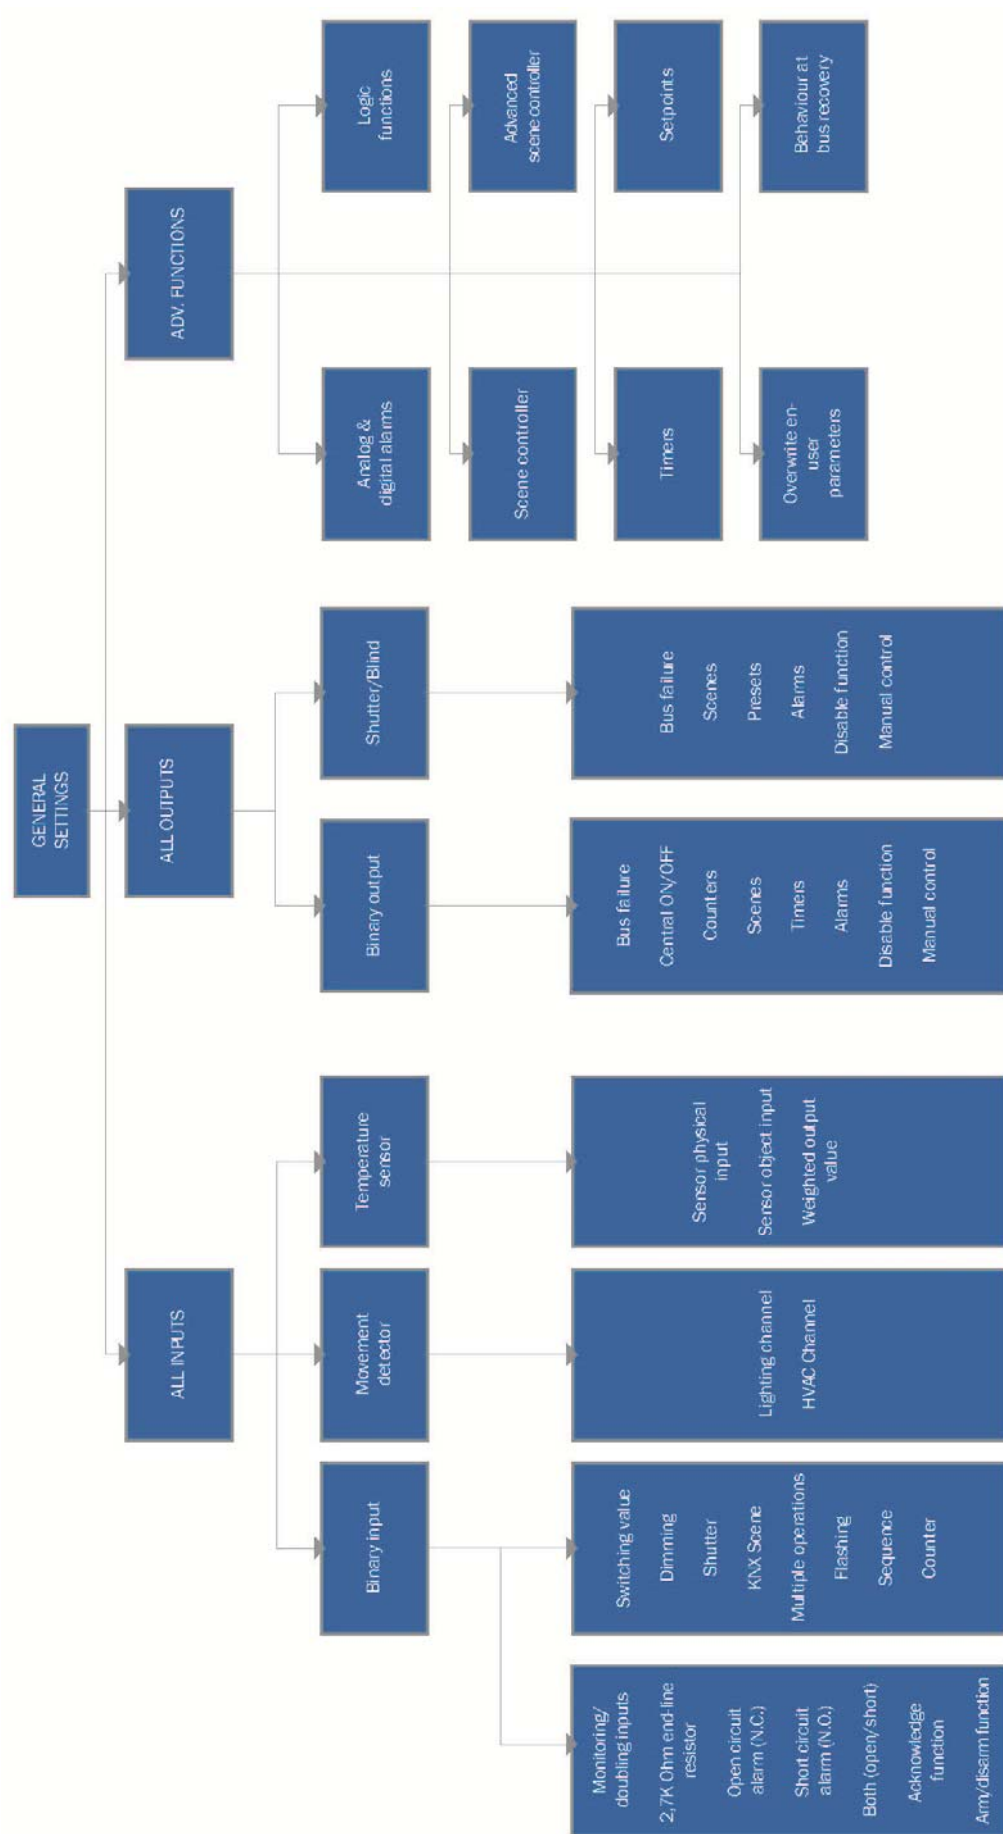 GENERAL
SETTINGS
ALL INPUTS
ALL OUTPUTS
ADV. FUNCTIONS
Binary input
Movement
detector
Temperature
sensor
Binary output
Shutter/Blind
Analog &
digital alarms
Logic
functions
Scene controller
Advanced
scene controller
Timers
Setpoints
Overwrite en-
user
parameters
Behaviour at
bus recovery
Monitoring/
doubling inputs
2,7K Ohm end-line
resistor
Open circuit
alarm (N.C.)
Short circuit
alarm (N.O.)
Both (open/short)
Acknowledge
function
Arm/disarm function
Switching value
Dimming
Shutter
KNX Scene
Multiple operations
Flashing
Sequence
Counter
Lighting channel
HVAC Channel
Sensor physical
input
Sensor object input
Weighted output
value
Bus failure
Central ON/OFF
Counters
Scenes
Timers
Alarms
Disable function
Manual control
Bus failure
Scenes
Presets
Alarms
Disable function
Manual control